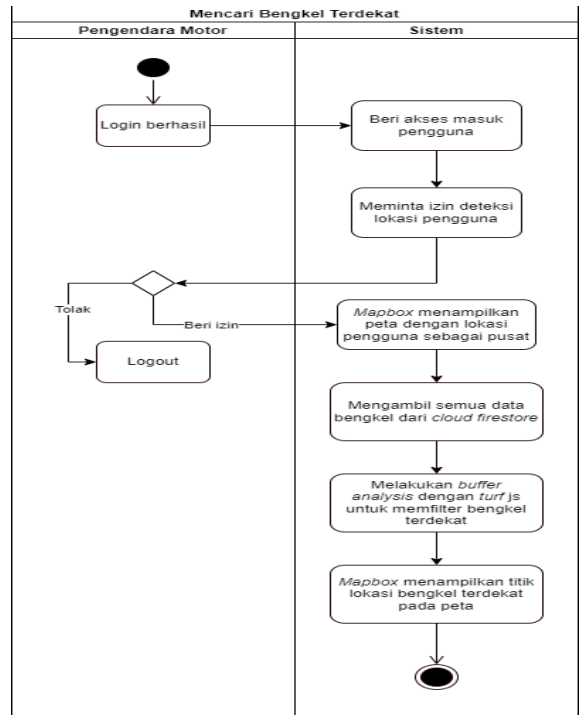 Mencari Bengkel Terdekat
Pengendara Motor
Sistem
Login berhasil
Beri akses masuk
pengguna
Meminta izin deteksi
lokasi pengguna
Tolak
Beri izin
Logout
Mapbox menampilkan
peta dengan lokasi
pengguna sebagai pusat
Mengambil semua data
bengkel dari cloud firestore
Melakukan buffer
analysis dengan turf js
untuk memfilter bengkel
terdekat
Mapbox menampilkan titik
lokasi bengkel terdekat
pada peta